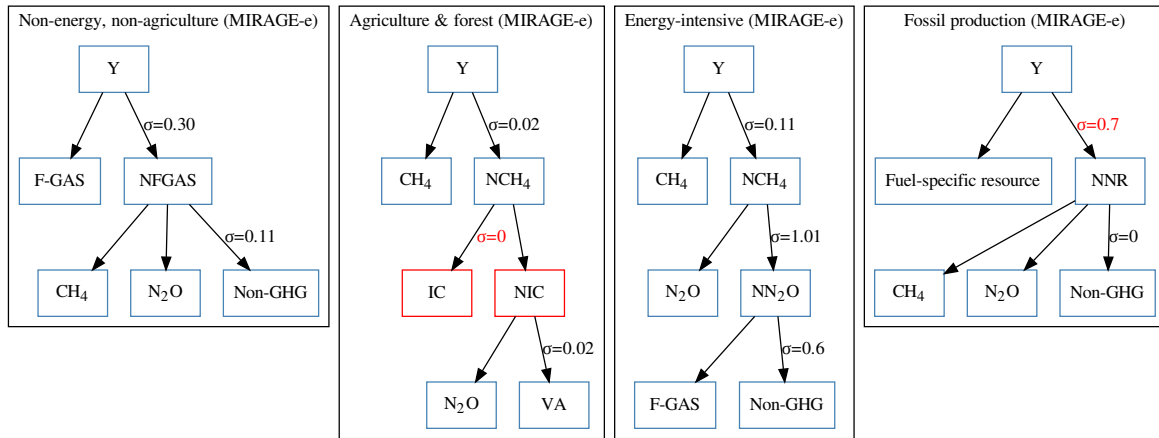 Non-energy, non-agriculture (MIRAGE-e)
Y
σ=0.30
F-GAS
NFGAS
σ=0.11
CH₄
N₂O
Non-GHG
Agriculture & forest (MIRAGE-e)
Y
σ=0.02
CH₄
NCH₄
σ=0
IC
NIC
σ=0.02
N₂O
VA
Energy-intensive (MIRAGE-e)
Y
σ=0.11
CH₄
NCH₄
σ=1.01
N₂O
NN₂O
σ=0.6
F-GAS
Non-GHG
Fossil production (MIRAGE-e)
Y
σ=0.7
Fuel-specific resource
NNR
σ=0
CH₄
N₂O
Non-GHG